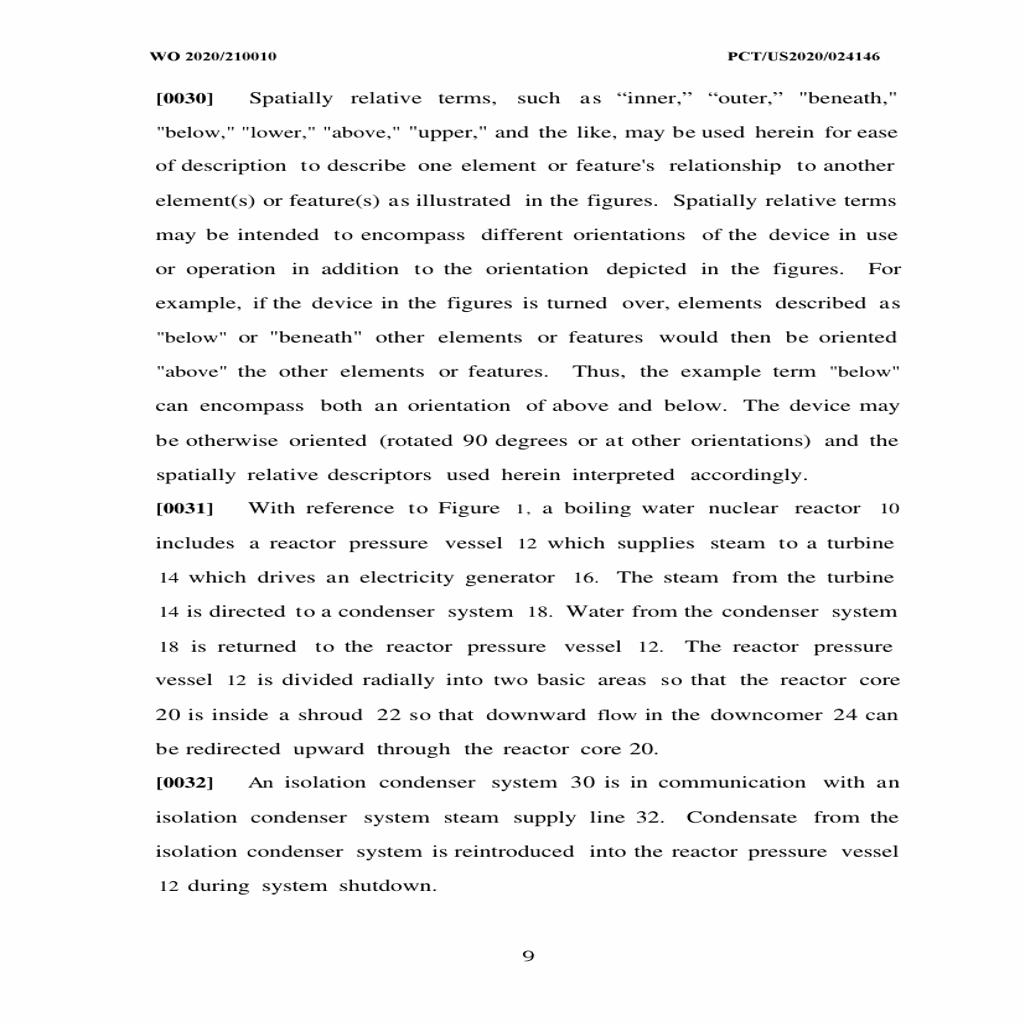 WO 2020/210010 PCT/US2020/024146
[0030] Spatially relative terms, such as “inner,” “outer,” "beneath,"
"below," "lower," "above," "upper," and the like, may be used herein for ease
of description to describe one element or feature's relationship to another
element(s) or feature(s) as illustrated in the figures. Spatially relative terms
may be intended to encompass different orientations of the device in use
or operation in addition to the orientation depicted in the figures. For
example, if the device in the figures is turned over, elements described as
"below" or "beneath" other elements or features would then be oriented
"above" the other elements or features. Thus, the example term "below"
can encompass both an orientation of above and below. The device may
be otherwise oriented (rotated 90 degrees or at other orientations) and the
spatially relative descriptors used herein interpreted accordingly.
[0031] With reference to Figure 1, a boiling water nuclear reactor 10
includes a reactor pressure vessel 12 which supplies steam to a turbine
14 which drives an electricity generator 16. The steam from the turbine
14 is directed to a condenser system 18. Water from the condenser system
18 is returned to the reactor pressure vessel 12. The reactor pressure
vessel 12 is divided radially into two basic areas so that the reactor core
20 is inside a shroud 22 so that downward flow in the downcomer 24 can
be redirected upward through the reactor core 20.
[0032] An isolation condenser system 30 is in communication with an
isolation condenser system steam supply line 32. Condensate from the
isolation condenser system is reintroduced into the reactor pressure vessel
12 during system shutdown.
9